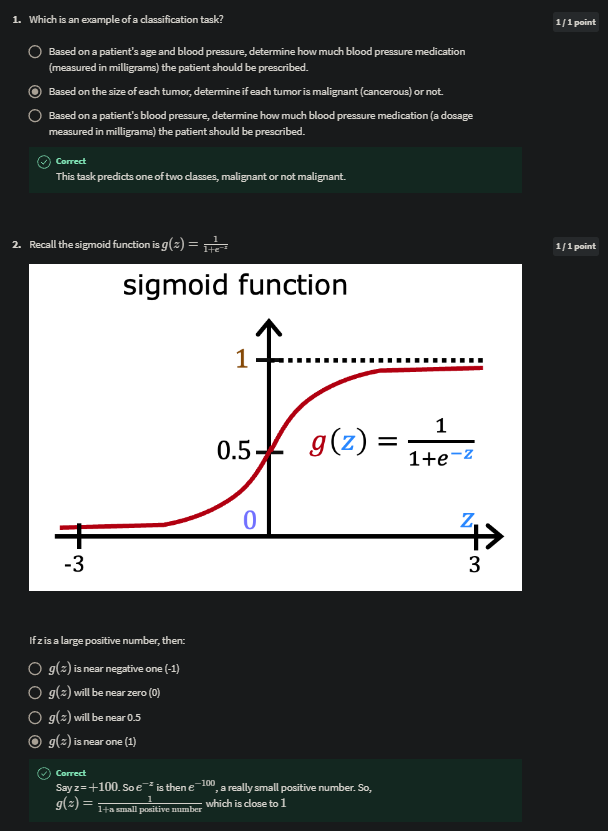 1. Which is an example of a classification task?
1 / 1 point
Based on a patient's age and blood pressure, determine how much blood pressure medication
(measured in milligrams) the patient should be prescribed.
Based on the size of each tumor, determine if each tumor is malignant (cancerous) or not.
Based on a patient's blood pressure, determine how much blood pressure medication (a dosage
measured in milligrams) the patient should be prescribed.
Correct
This task predicts one of two classes, malignant or not malignant.
2. Recall the sigmoid function is g(z) = 1/(1+e^{-z})
1 / 1 point
sigmoid function
1
0.5
g(z) = 1/(1+e^{-z})
0
z
-3
3
If z is a large positive number, then:
g(z) is near negative one (-1)
g(z) will be near zero (0)
g(z) will be near 0.5
g(z) is near one (1)
Correct
Say z = +100. So e^{-z} is then e^{-100}, a really small positive number. So,
g(z) = 1/(1+a small positive number) which is close to 1